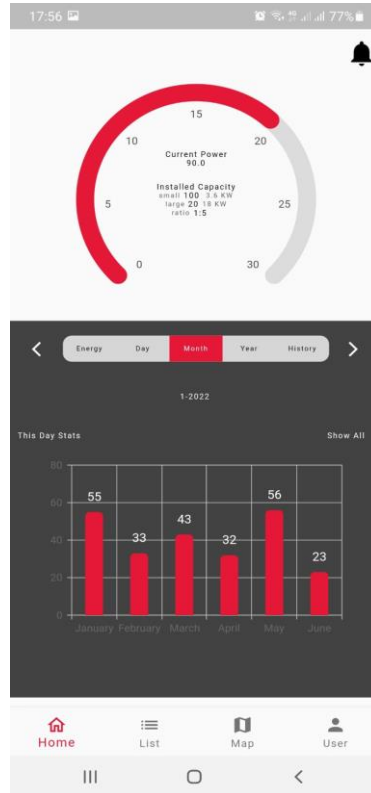 17:56 77%
15
10 20
Current Power
90.0
Installed Capacity
small 100 3.6 KW
large 20 18 KW
ratio 1:5
5 25
0 30
Energy Day Month Year History
1-2022
This Day Stats Show All
80
60
40
20
0
55 33 43 32 56 23
January February March April May June
Home List Map User